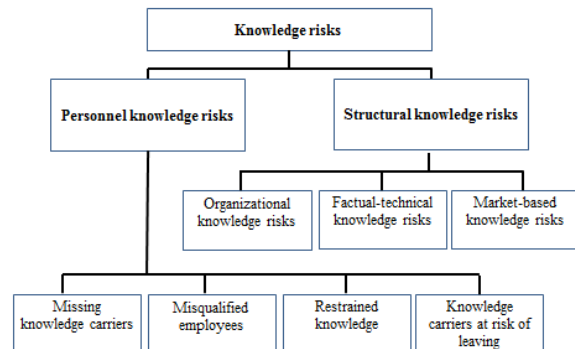 Knowledge risks
Personnel knowledge risks
Structural knowledge risks
Organizational
knowledge risks
Factual-technical
knowledge risks
Market-based
knowledge risks
Missing
knowledge carriers
Misqualified
employees
Restrained
knowledge
Knowledge
carriers at risk of
leaving